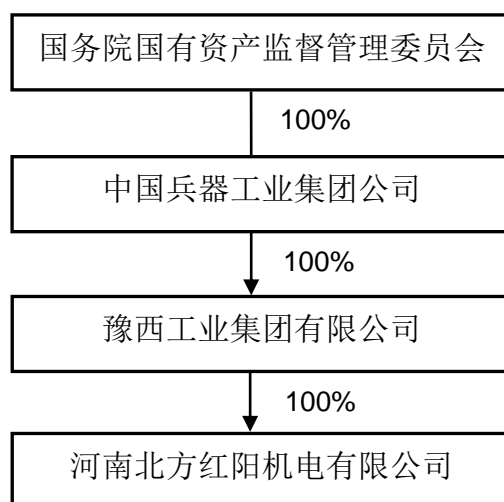 国务院国有资产监督管理委员会
100%
中国兵器工业集团公司
100%
豫西工业集团有限公司
100%
河南北方红阳机电有限公司